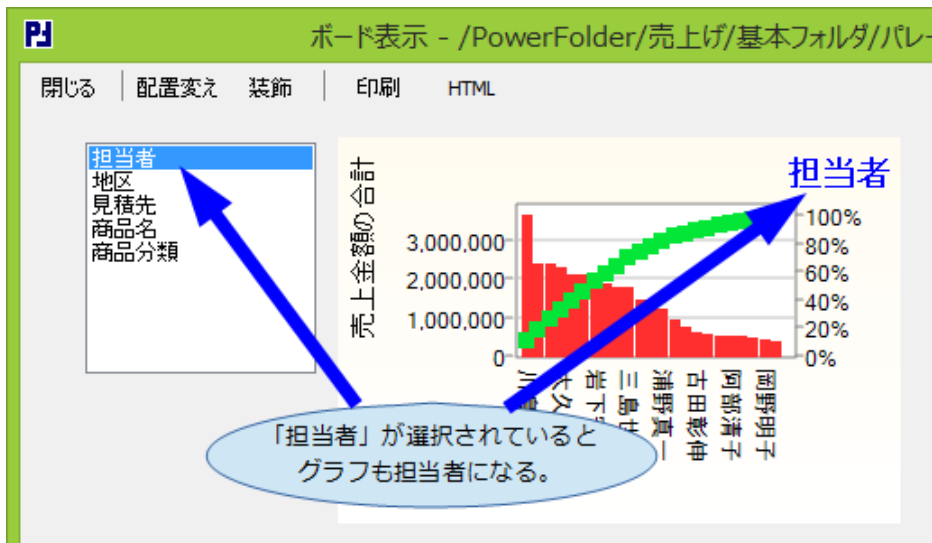 ボード表示 - /PowerFolder/売上げ/基本フォルダ/パレー
閉じる 配置変え 装飾 印刷 HTML
担当者
地区
見積先
商品名
商品分類
担当者
売上金額の合計
3,000,000
2,000,000
1,000,000
0
100%
80%
60%
40%
20%
0%
浦野真一
古田彰伸
阿部清子
岡野明子
「担当者」が選択されていると
グラフも担当者になる。